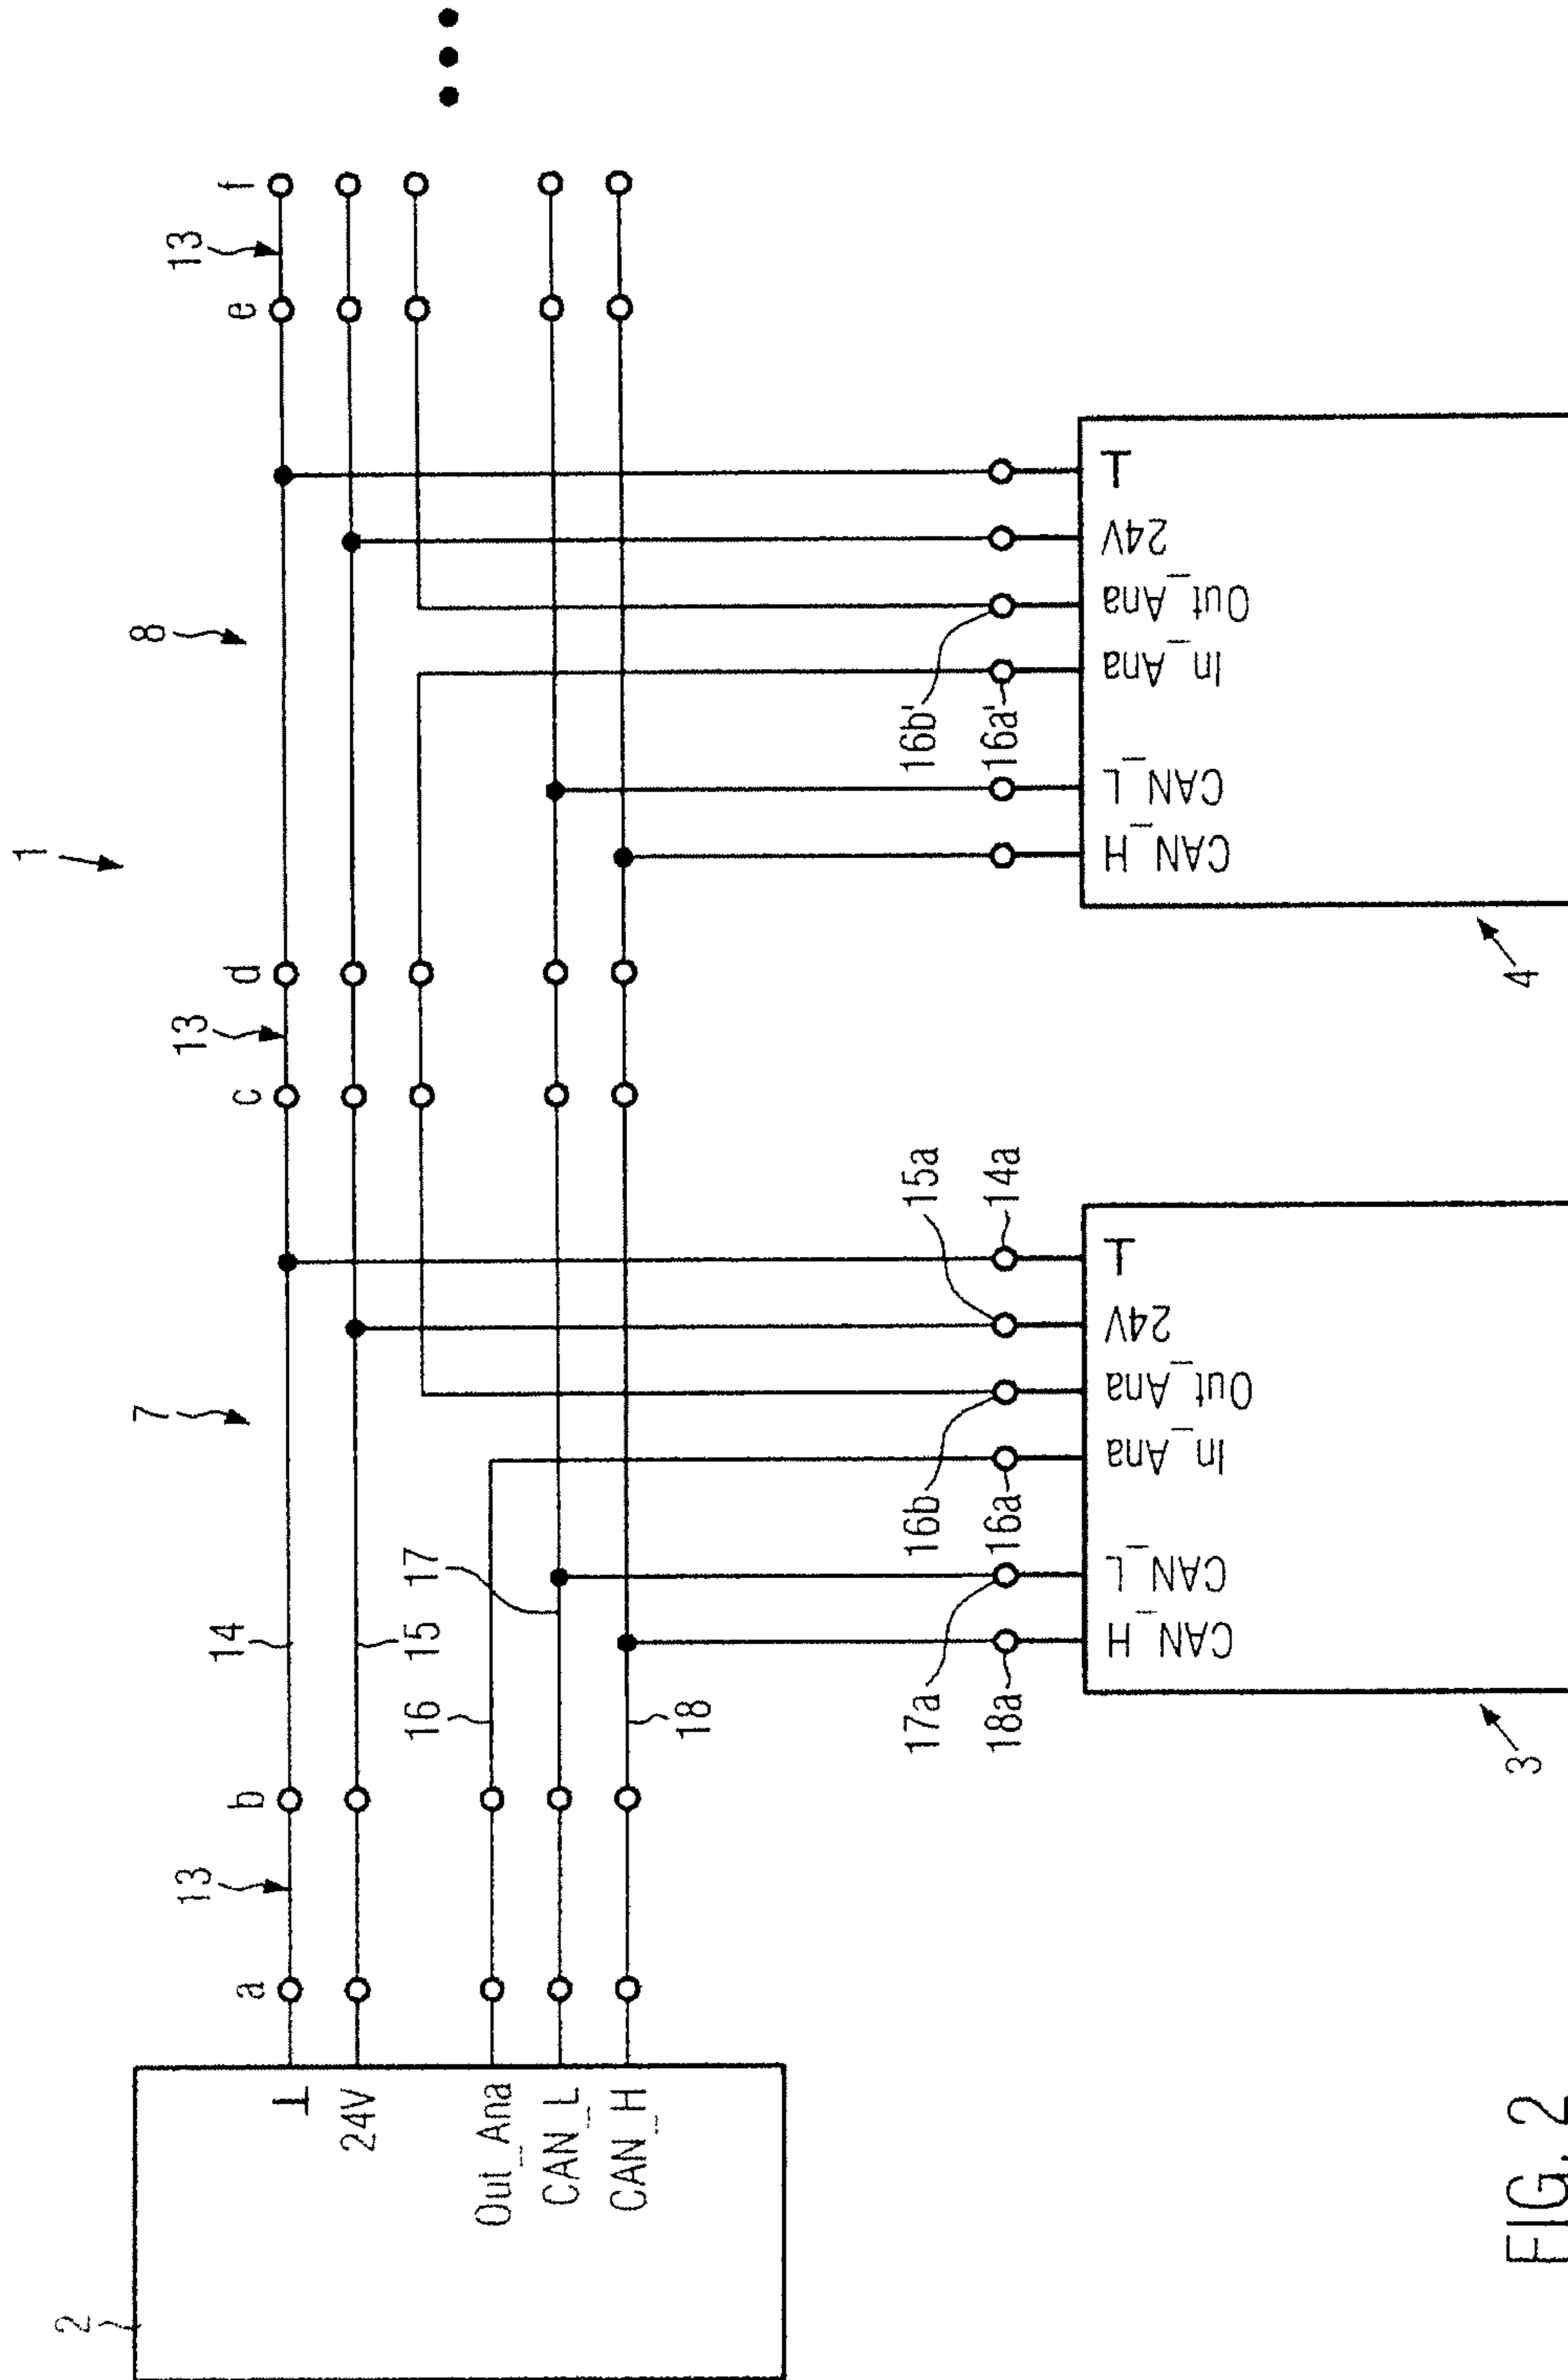 1
7
8
13
13
13
a
b
c
d
e
f
14
15
16
17
18
2
⊥
24V
Out_Ana
CAN_L
CAN_H
17a
18a
16b
16a
15a
14a
16b'
16a'
CAN_H
CAN_L
In_Ana
Out_Ana
24V
⊥
CAN_H
CAN_L
In_Ana
Out_Ana
24V
⊥
3
4
FIG. 2